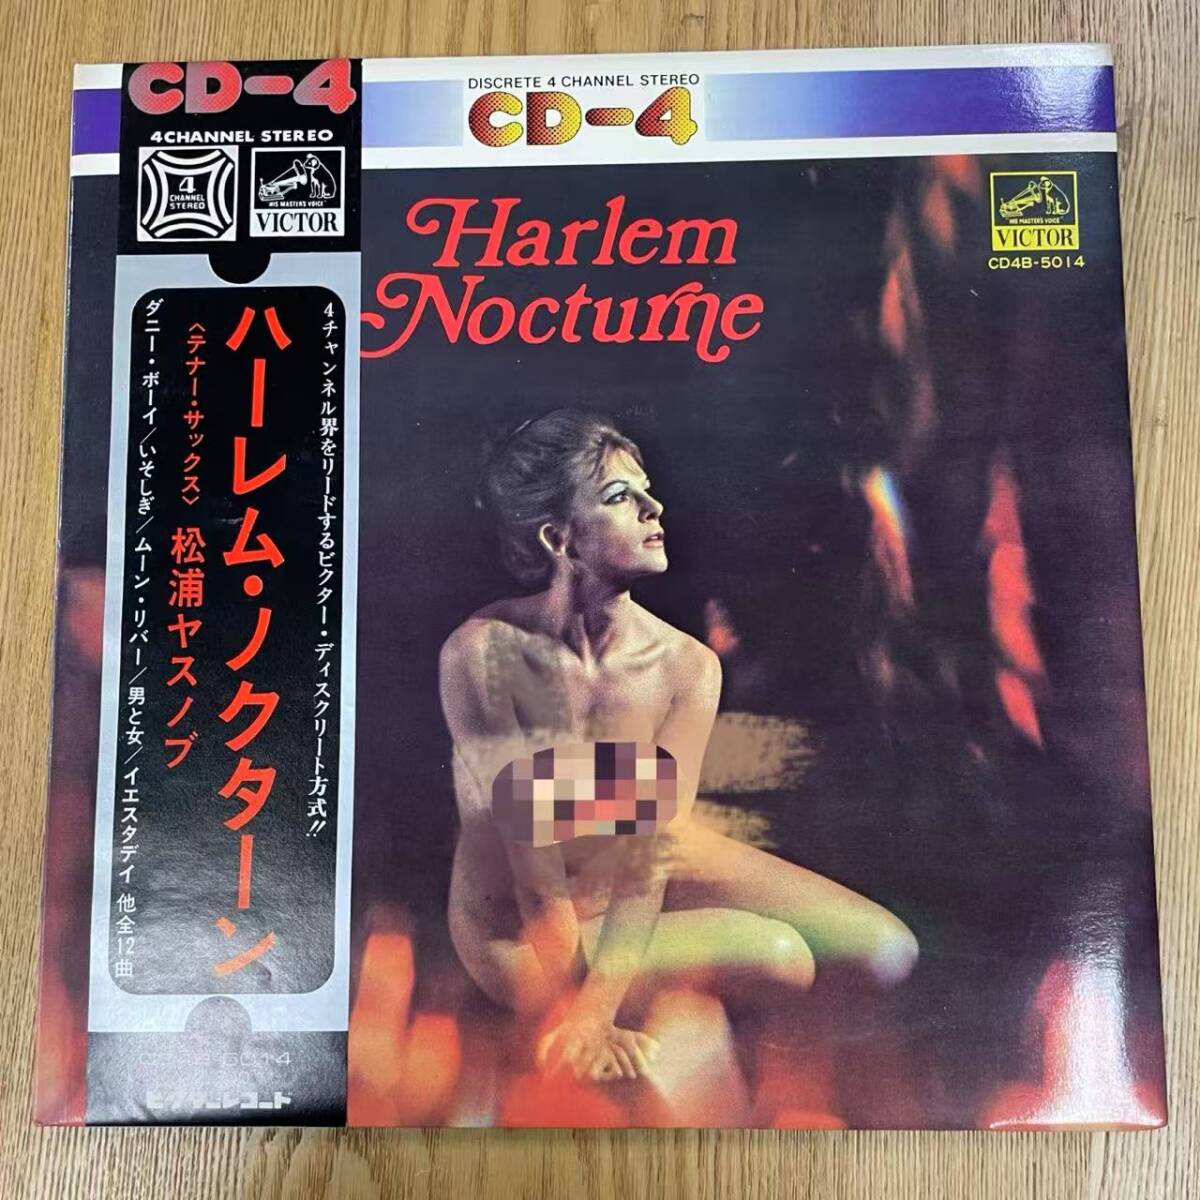 CD-4
4CHANNEL STEREO
4
CHANNEL
STEREO
HIS MASTER'S VOICE
VICTOR
4チャンネル界をリードするビクター・ディスクリート方式!!
ハーレム・ノクターン
〈テナー・サックス〉 松浦ヤスノブ
ダニー・ボーイ/いそしぎ/ムーン・リバー/男と女/イエスタデイ 他全12曲
CD4B-5014
ビクターレコード
DISCRETE 4 CHANNEL STEREO
CD-4
Harlem
Nocturne
HIS MASTER'S VOICE
VICTOR
CD4B-5014